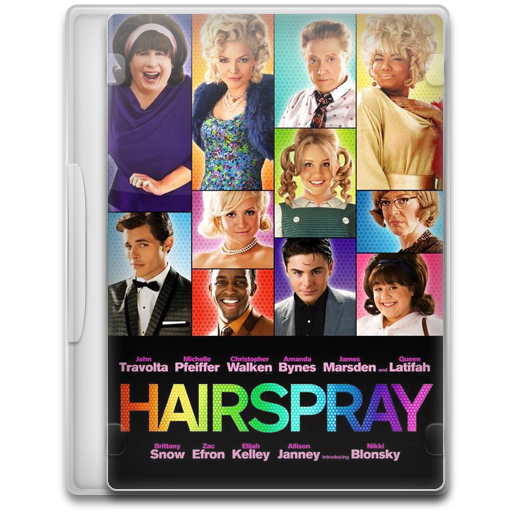 John Travolta Michelle Pfeiffer Christopher Walken Amanda Bynes James Marsden and Queen Latifah
HAIRSPRAY
Brittany Snow Zac Efron Elijah Kelley Allison Janney introducing Nikki Blonsky